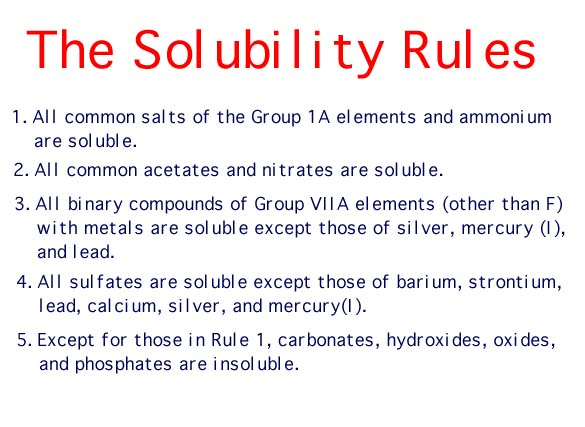 The Solubility Rules
1. All common salts of the Group 1A elements and ammonium
are soluble.
2. All common acetates and nitrates are soluble.
3. All binary compounds of Group VIIA elements (other than F)
with metals are soluble except those of silver, mercury (I),
and lead.
4. All sulfates are soluble except those of barium, strontium,
lead, calcium, silver, and mercury(I).
5. Except for those in Rule 1, carbonates, hydroxides, oxides,
and phosphates are insoluble.